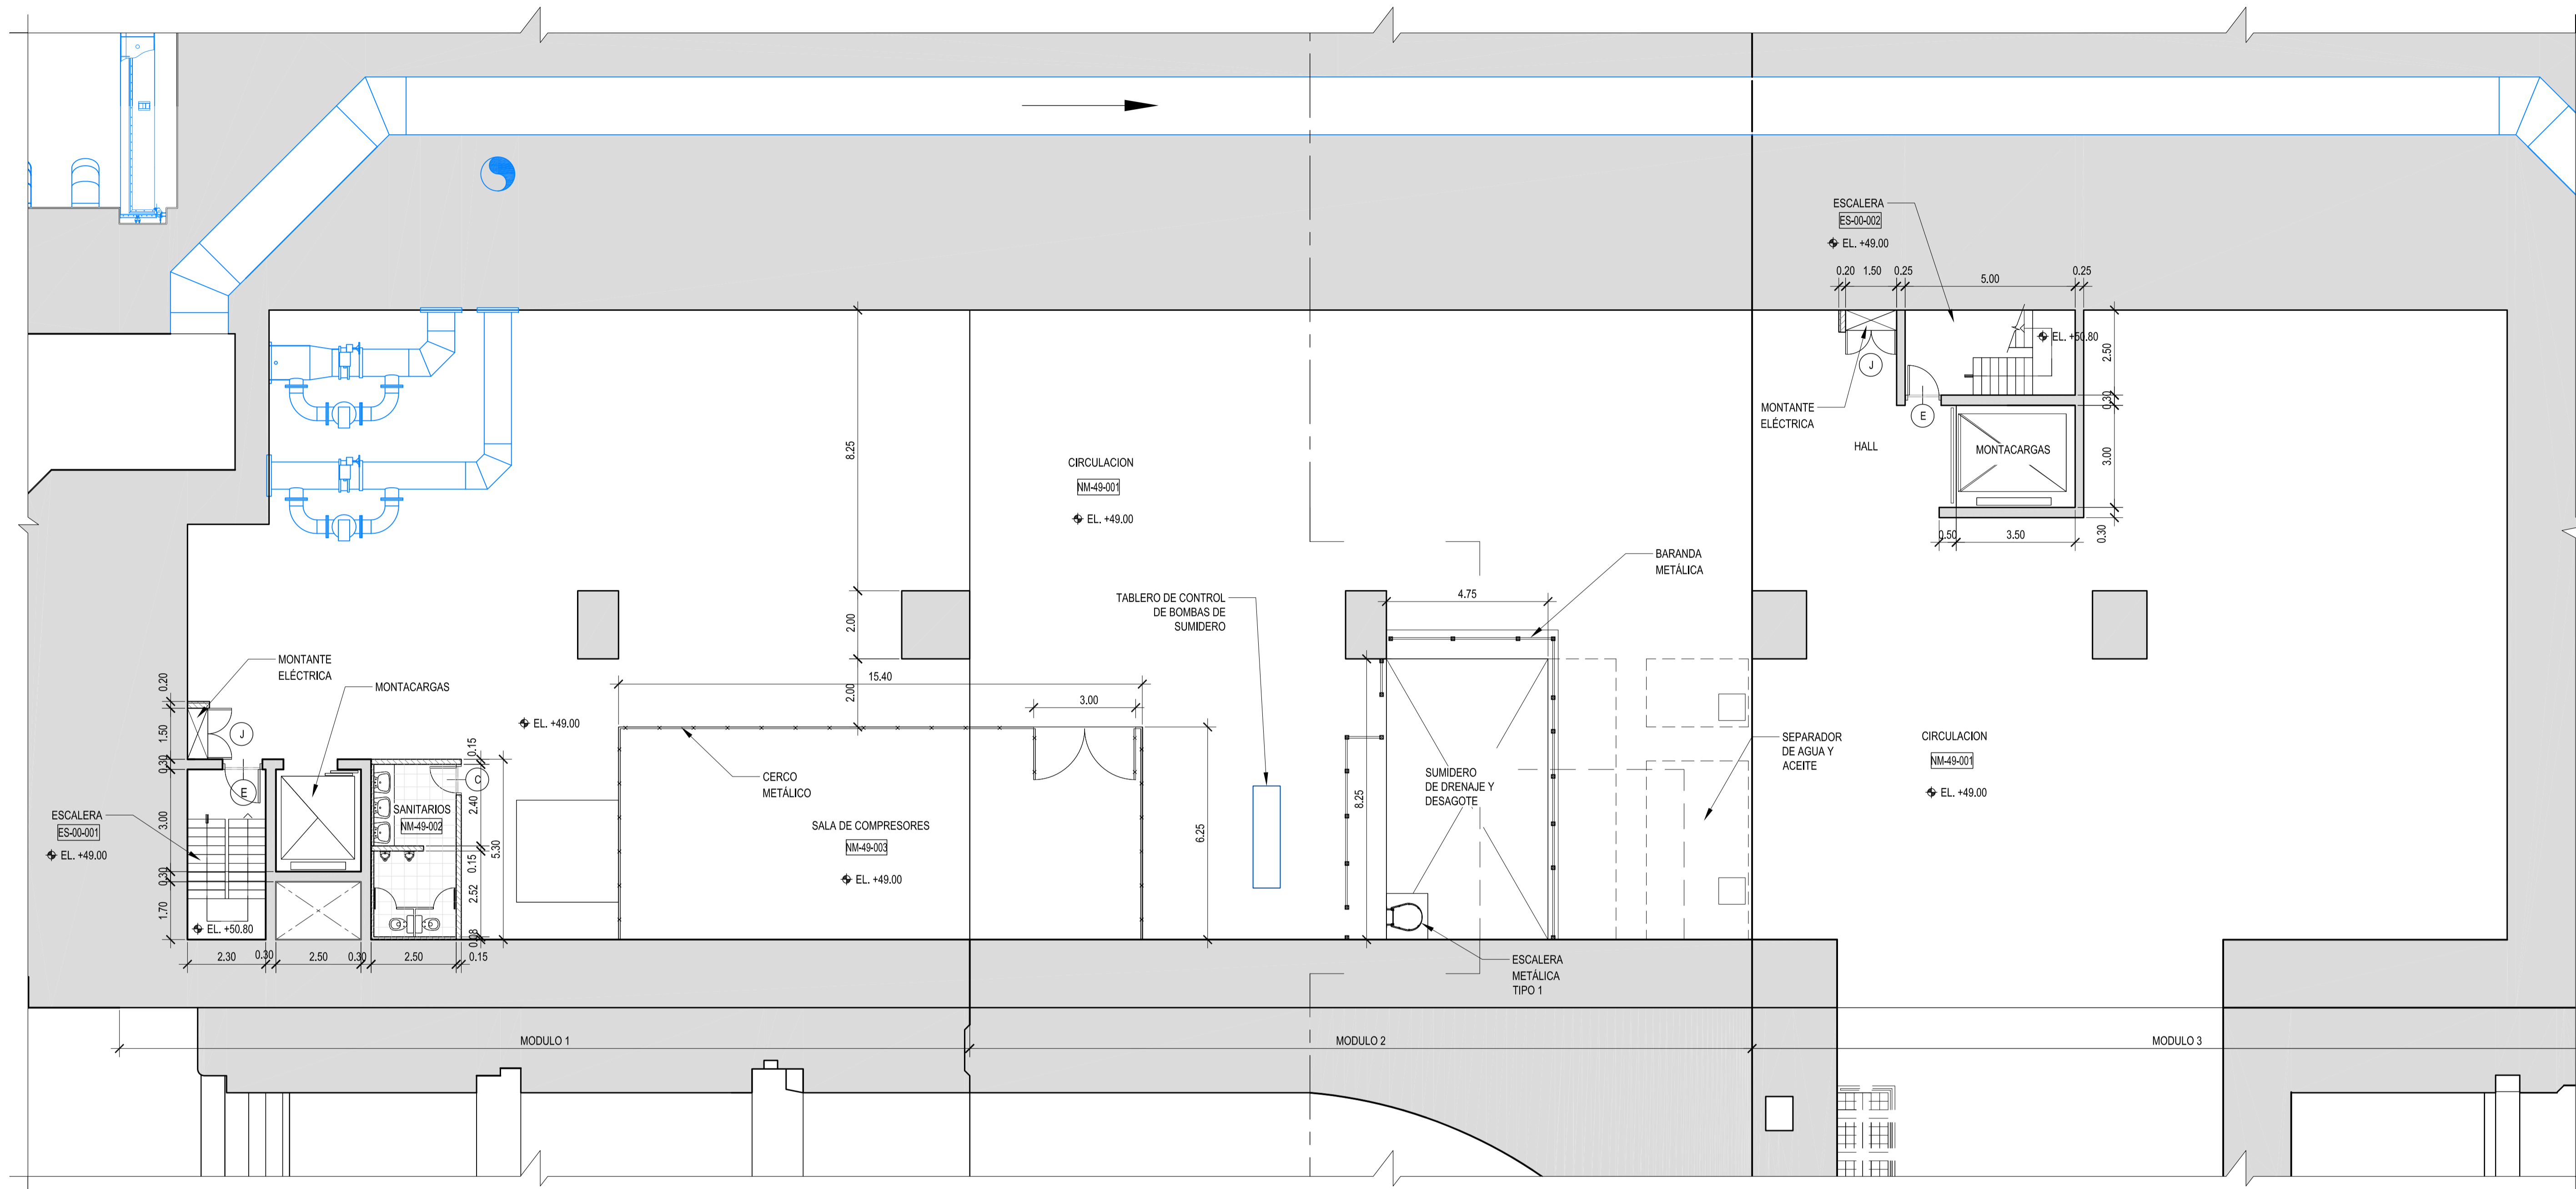 ESCALERA
ES-00-002
EL. +49.00
0.20
1.50
0.25
5.00
0.25
EL. +50.80
2.50
0.30
3.00
0.30
J
E
MONTANTE
ELÉCTRICA
HALL
MONTACARGAS
0.50
3.50
8.25
2.00
2.00
CIRCULACION
NM-49-001
EL. +49.00
BARANDA
METÁLICA
TABLERO DE CONTROL
DE BOMBAS DE
SUMIDERO
4.75
MONTANTE
ELÉCTRICA
MONTACARGAS
0.20
1.50
0.30
3.00
0.30
1.70
J
E
C
ESCALERA
ES-00-001
EL. +49.00
EL. +50.80
EL. +49.00
15.40
3.00
0.15
2.40
0.15
2.52
0.08
5.30
SANITARIOS
NM-49-002
CERCO
METÁLICO
SALA DE COMPRESORES
NM-49-003
EL. +49.00
6.25
8.25
SUMIDERO
DE DRENAJE Y
DESAGOTE
SEPARADOR
DE AGUA Y
ACEITE
CIRCULACION
NM-49-001
EL. +49.00
2.30
0.30
2.50
0.30
2.50
0.15
ESCALERA
METÁLICA
TIPO 1
MODULO 1
MODULO 2
MODULO 3